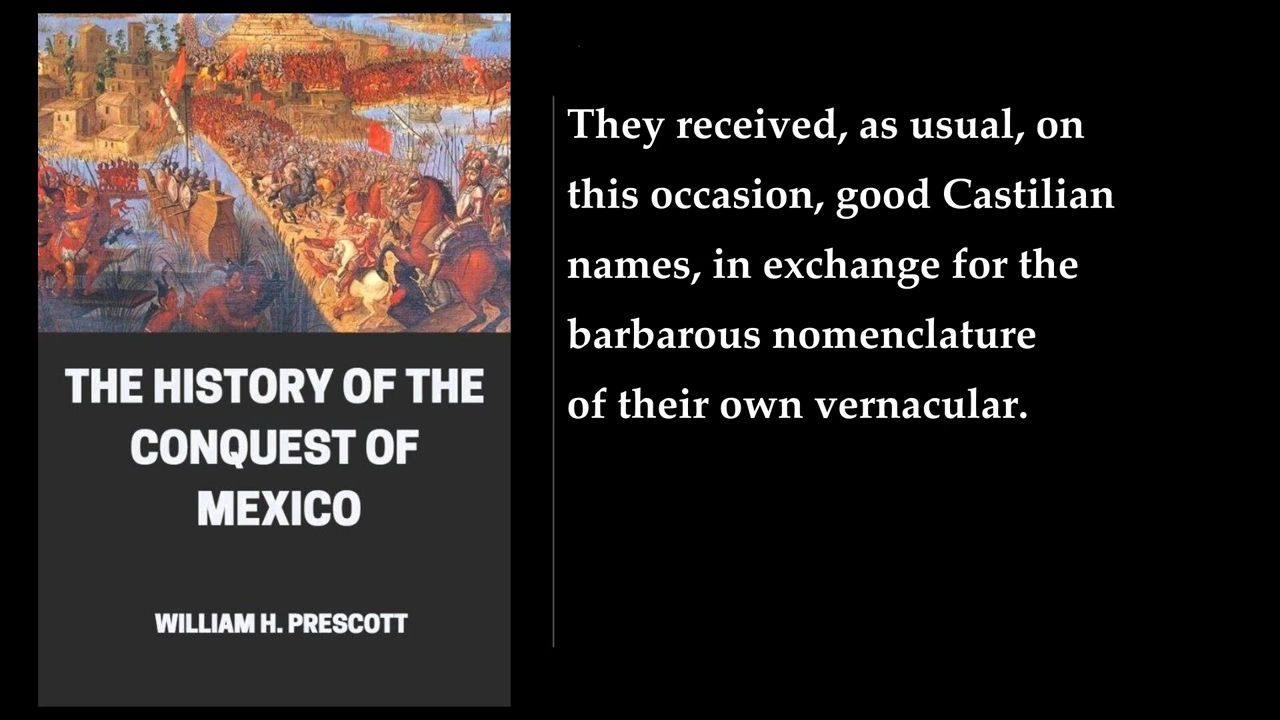 THE HISTORY OF THE
CONQUEST OF
MEXICO
WILLIAM H. PRESCOTT
They received, as usual, on
this occasion, good Castilian
names, in exchange for the
barbarous nomenclature
of their own vernacular.